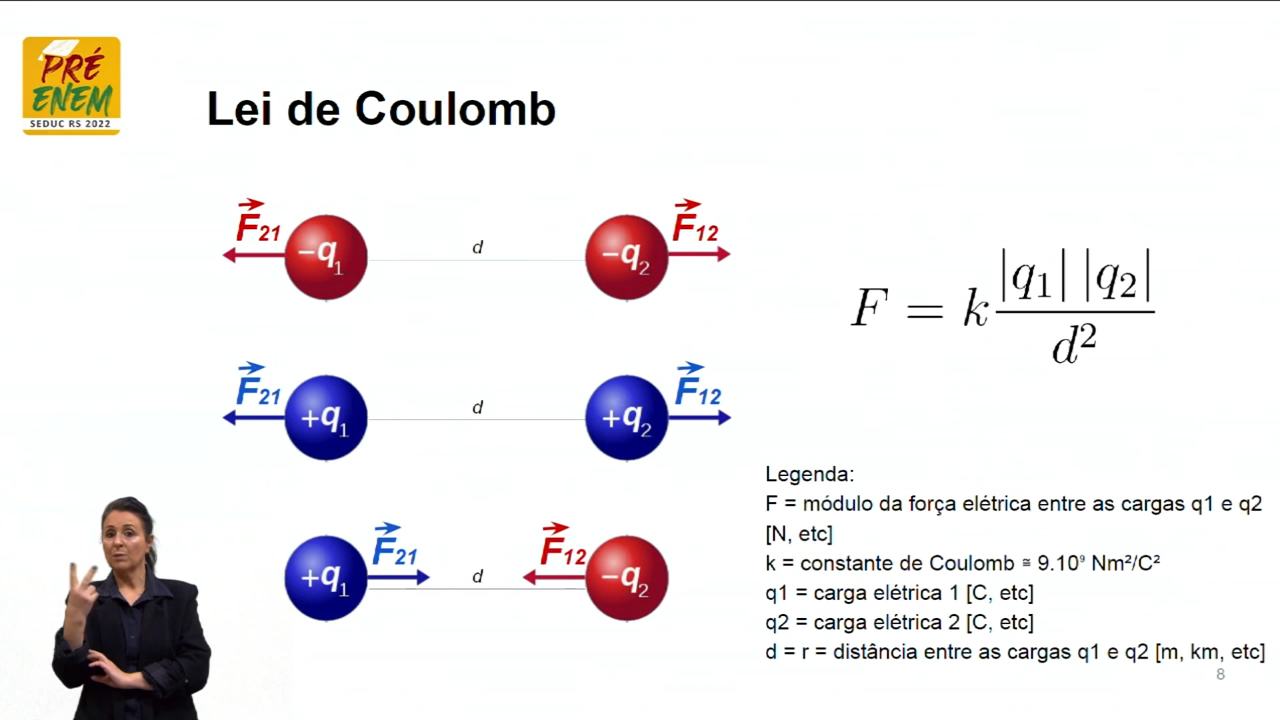 PRÉ
ENEM
SEDUC RS 2022
Lei de Coulomb
F21
−q1
d
−q2
F12
F21
+q1
d
+q2
F12
+q1
F21
d
F12
−q2
F = k |q1| |q2| / d²
Legenda:
F = módulo da força elétrica entre as cargas q1 e q2
[N, etc]
k = constante de Coulomb ≅ 9.10⁹ Nm²/C²
q1 = carga elétrica 1 [C, etc]
q2 = carga elétrica 2 [C, etc]
d = r = distância entre as cargas q1 e q2 [m, km, etc]
8